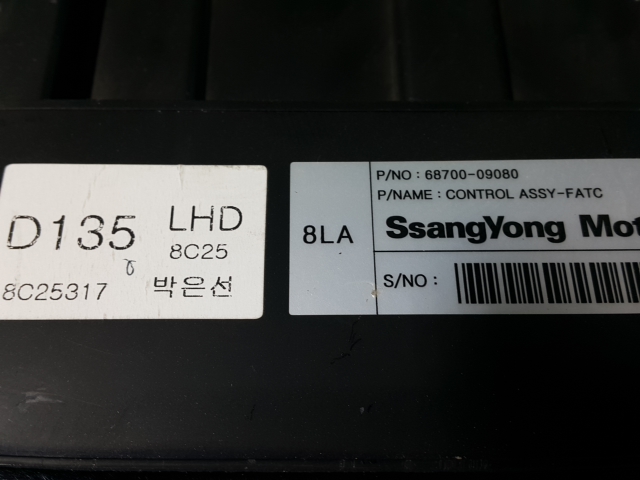 D135 LHD
8C25
8C25317 박은선
8LA
P/NO : 68700-09080
P/NAME : CONTROL ASSY-FATC
SsangYong Mot
S/NO :